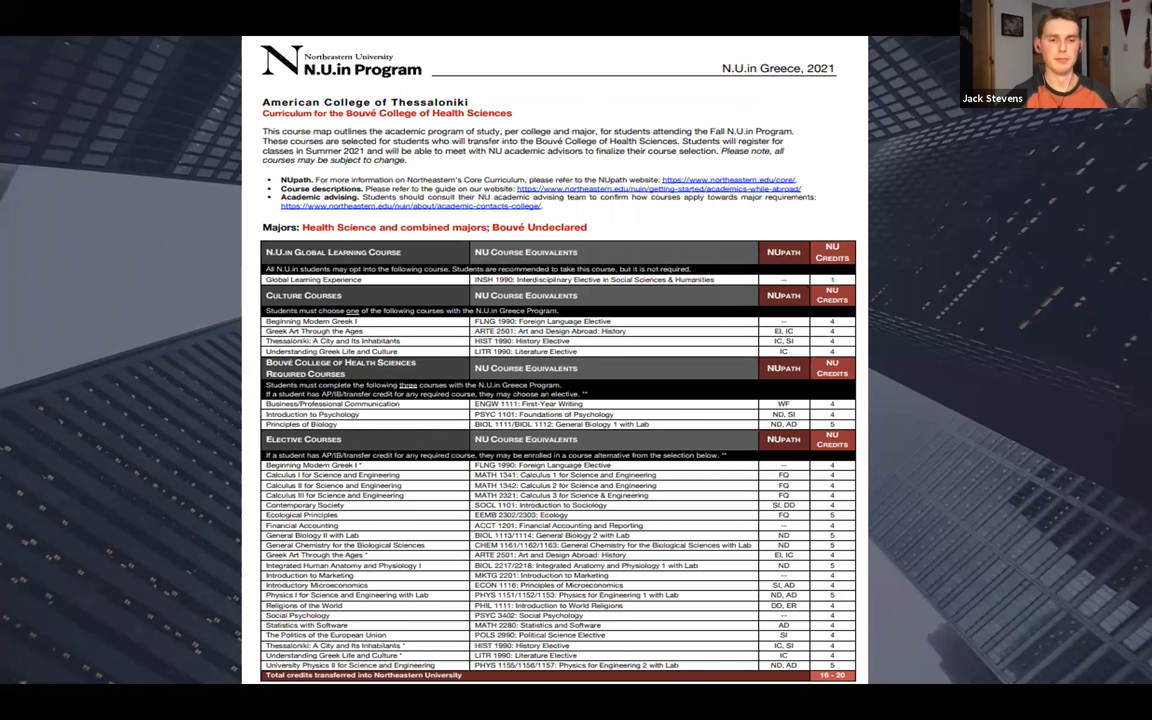 Northeastern University
N.U.in Program
N.U.in Greece, 2021
Jack Stevens
American College of Thessaloniki
Curriculum for the Bouvé College of Health Sciences
This course map outlines the academic program of study, per college and major, for students attending the Fall N.U.in Program.
These courses are selected for students who will transfer into the Bouvé College of Health Sciences. Students will register for
classes in Summer 2021 and will be able to meet with NU academic advisors to finalize their course selection. Please note, all
courses may be subject to change.
• NUpath. For more information on Northeastern's Core Curriculum, please refer to the NUpath website: https://www.northeastern.edu/core/.
• Course descriptions. Please refer to the guide on our website: https://www.northeastern.edu/nuin/getting-started/academics-while-abroad/
• Academic advising. Students should consult their NU academic advising team to confirm how courses apply towards major requirements:
https://www.northeastern.edu/nuin/about/academic-contacts-college/.
Majors: Health Science and combined majors; Bouvé Undeclared
N.U.in Global Learning Course NU Course Equivalents NUpath NU Credits
All N.U.in students may opt into the following course. Students are recommended to take this course, but it is not required.
Global Learning Experience INSH 1990: Interdisciplinary Elective in Social Sciences & Humanities -- 1
Culture Courses NU Course Equivalents NUpath NU Credits
Students must choose one of the following courses with the N.U.in Greece Program.
Beginning Modern Greek I FLNG 1990: Foreign Language Elective -- 4
Greek Art Through the Ages ARTE 2501: Art and Design Abroad: History EI, IC 4
Thessaloniki: A City and Its Inhabitants HIST 1990: History Elective IC, SI 4
Understanding Greek Life and Culture LITR 1990: Literature Elective IC 4
Bouvé College of Health Sciences Required Courses NU Course Equivalents NUpath NU Credits
Students must complete the following three courses with the N.U.in Greece Program.
If a student has AP/IB/transfer credit for any required course, they may choose an elective. **
Business/Professional Communication ENGW 1111: First-Year Writing WF 4
Introduction to Psychology PSYC 1101: Foundations of Psychology ND, SI 4
Principles of Biology BIOL 1111/BIOL 1112: General Biology 1 with Lab ND, AD 5
Elective Courses NU Course Equivalents NUpath NU Credits
If a student has AP/IB/transfer credit for any required course, they may be enrolled in a course alternative from the selection below. **
Beginning Modern Greek I * FLNG 1990: Foreign Language Elective -- 4
Calculus I for Science and Engineering MATH 1341: Calculus 1 for Science and Engineering FQ 4
Calculus II for Science and Engineering MATH 1342: Calculus 2 for Science and Engineering FQ 4
Calculus III for Science and Engineering MATH 2321: Calculus 3 for Science & Engineering FQ 4
Contemporary Society SOCL 1101: Introduction to Sociology SI, DD 4
Ecological Principles EEMB 2302/2303: Ecology FQ 5
Financial Accounting ACCT 1201: Financial Accounting and Reporting -- 4
General Biology II with Lab BIOL 1113/1114: General Biology 2 with Lab ND 5
General Chemistry for the Biological Sciences CHEM 1161/1162/1163: General Chemistry for the Biological Sciences with Lab ND 5
Greek Art Through the Ages * ARTE 2501: Art and Design Abroad: History EI, IC 4
Integrated Human Anatomy and Physiology I BIOL 2217/2218: Integrated Anatomy and Physiology 1 with Lab ND 5
Introduction to Marketing MKTG 2201: Introduction to Marketing -- 4
Introductory Microeconomics ECON 1116: Principles of Microeconomics SI, AD 4
Physics I for Science and Engineering with Lab PHYS 1151/1152/1153: Physics for Engineering 1 with Lab ND, AD 5
Religions of the World PHIL 1111: Introduction to World Religions DD, ER 4
Social Psychology PSYC 3402: Social Psychology -- 4
Statistics with Software MATH 2280: Statistics and Software AD 4
The Politics of the European Union POLS 2990: Political Science Elective SI 4
Thessaloniki: A City and Its Inhabitants * HIST 1990: History Elective IC, SI 4
Understanding Greek Life and Culture * LITR 1990: Literature Elective IC 4
University Physics II for Science and Engineering PHYS 1155/1156/1157: Physics for Engineering 2 with Lab ND, AD 5
Total credits transferred into Northeastern University 16 - 20